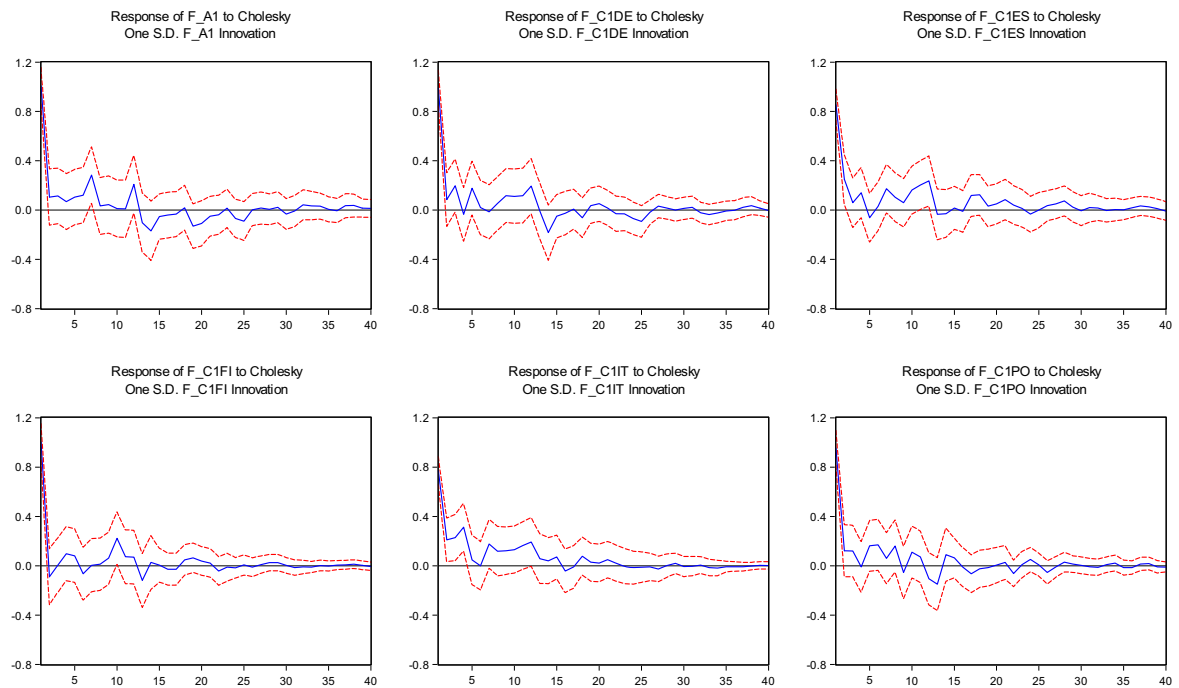 Response of F_A1 to Cholesky
One S.D. F_A1 Innovation
1.2
0.8
0.4
0.0
-0.4
-0.8
5 10 15 20 25 30 35 40
Response of F_C1DE to Cholesky
One S.D. F_C1DE Innovation
1.2
0.8
0.4
0.0
-0.4
-0.8
5 10 15 20 25 30 35 40
Response of F_C1ES to Cholesky
One S.D. F_C1ES Innovation
1.2
0.8
0.4
0.0
-0.4
-0.8
5 10 15 20 25 30 35 40
Response of F_C1FI to Cholesky
One S.D. F_C1FI Innovation
1.2
0.8
0.4
0.0
-0.4
-0.8
5 10 15 20 25 30 35 40
Response of F_C1IT to Cholesky
One S.D. F_C1IT Innovation
1.2
0.8
0.4
0.0
-0.4
-0.8
5 10 15 20 25 30 35 40
Response of F_C1PO to Cholesky
One S.D. F_C1PO Innovation
1.2
0.8
0.4
0.0
-0.4
-0.8
5 10 15 20 25 30 35 40